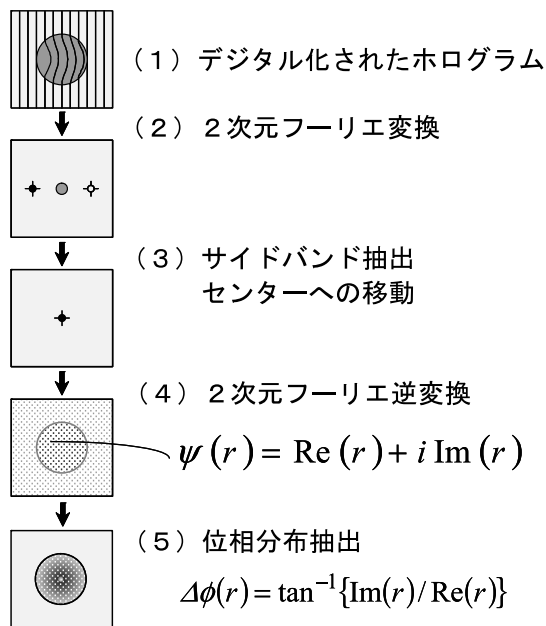 （１）デジタル化されたホログラム
（２）２次元フーリエ変換
（３）サイドバンド抽出
センターへの移動
（４）２次元フーリエ逆変換
ψ(r) = Re(r) + i Im(r)
（５）位相分布抽出
Δϕ(r) = tan⁻¹{Im(r)/Re(r)}